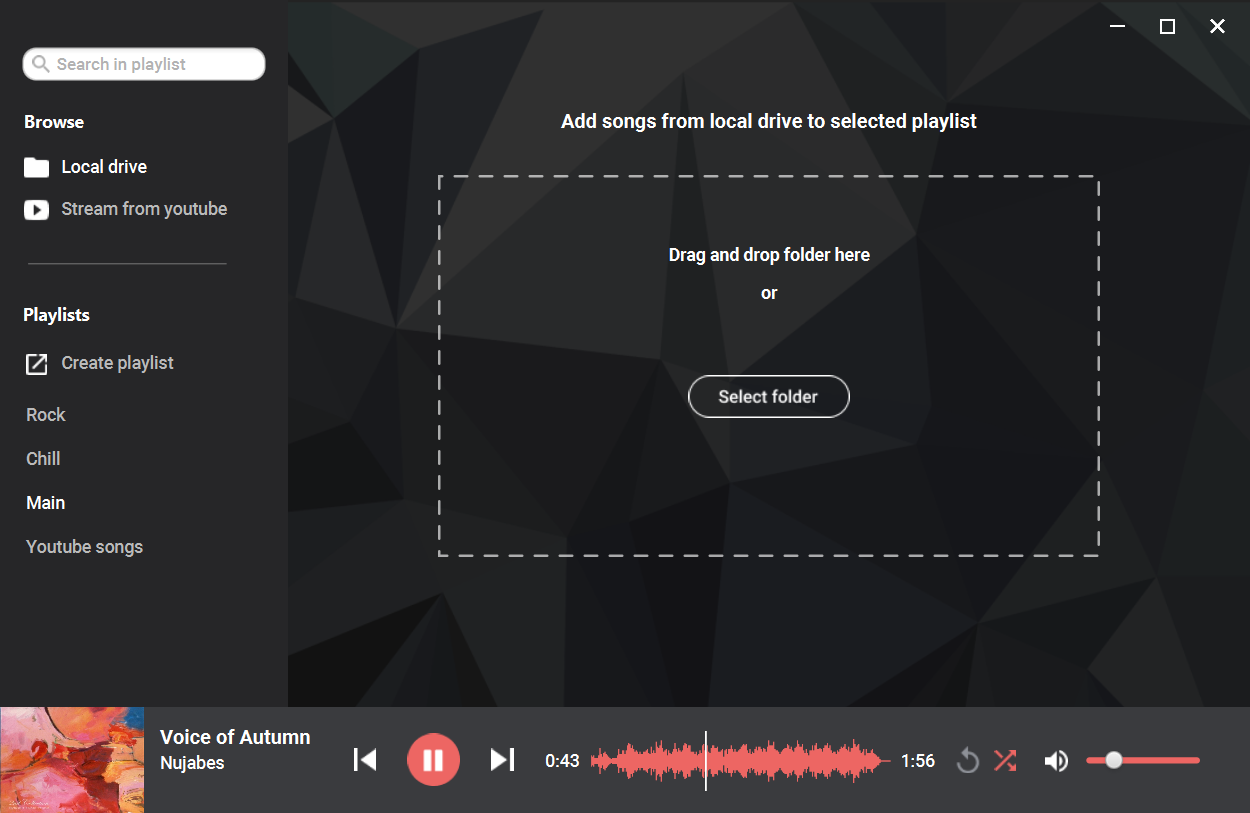 Search in playlist
Browse
Local drive
Stream from youtube
Playlists
Create playlist
Rock
Chill
Main
Youtube songs
Add songs from local drive to selected playlist
Drag and drop folder here
or
Select folder
Voice of Autumn
Nujabes
0:43
1:56